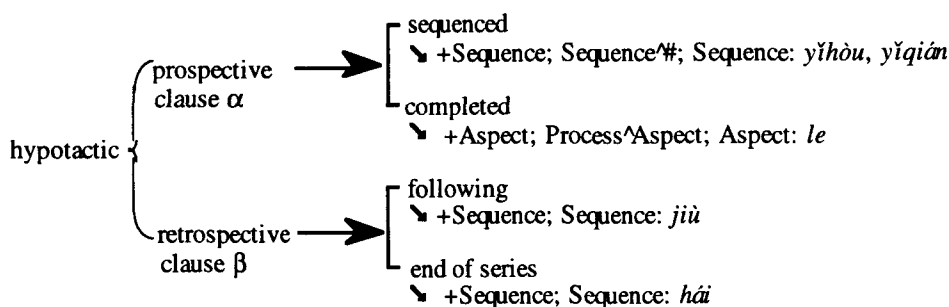 sequenced
↘ +Sequence; Sequence^#; Sequence: yǐhòu, yǐqián
prospective
clause α
completed
↘ +Aspect; Process^Aspect; Aspect: le
hypotactic
following
↘ +Sequence; Sequence: jiù
retrospective
clause β
end of series
↘ +Sequence; Sequence: hái